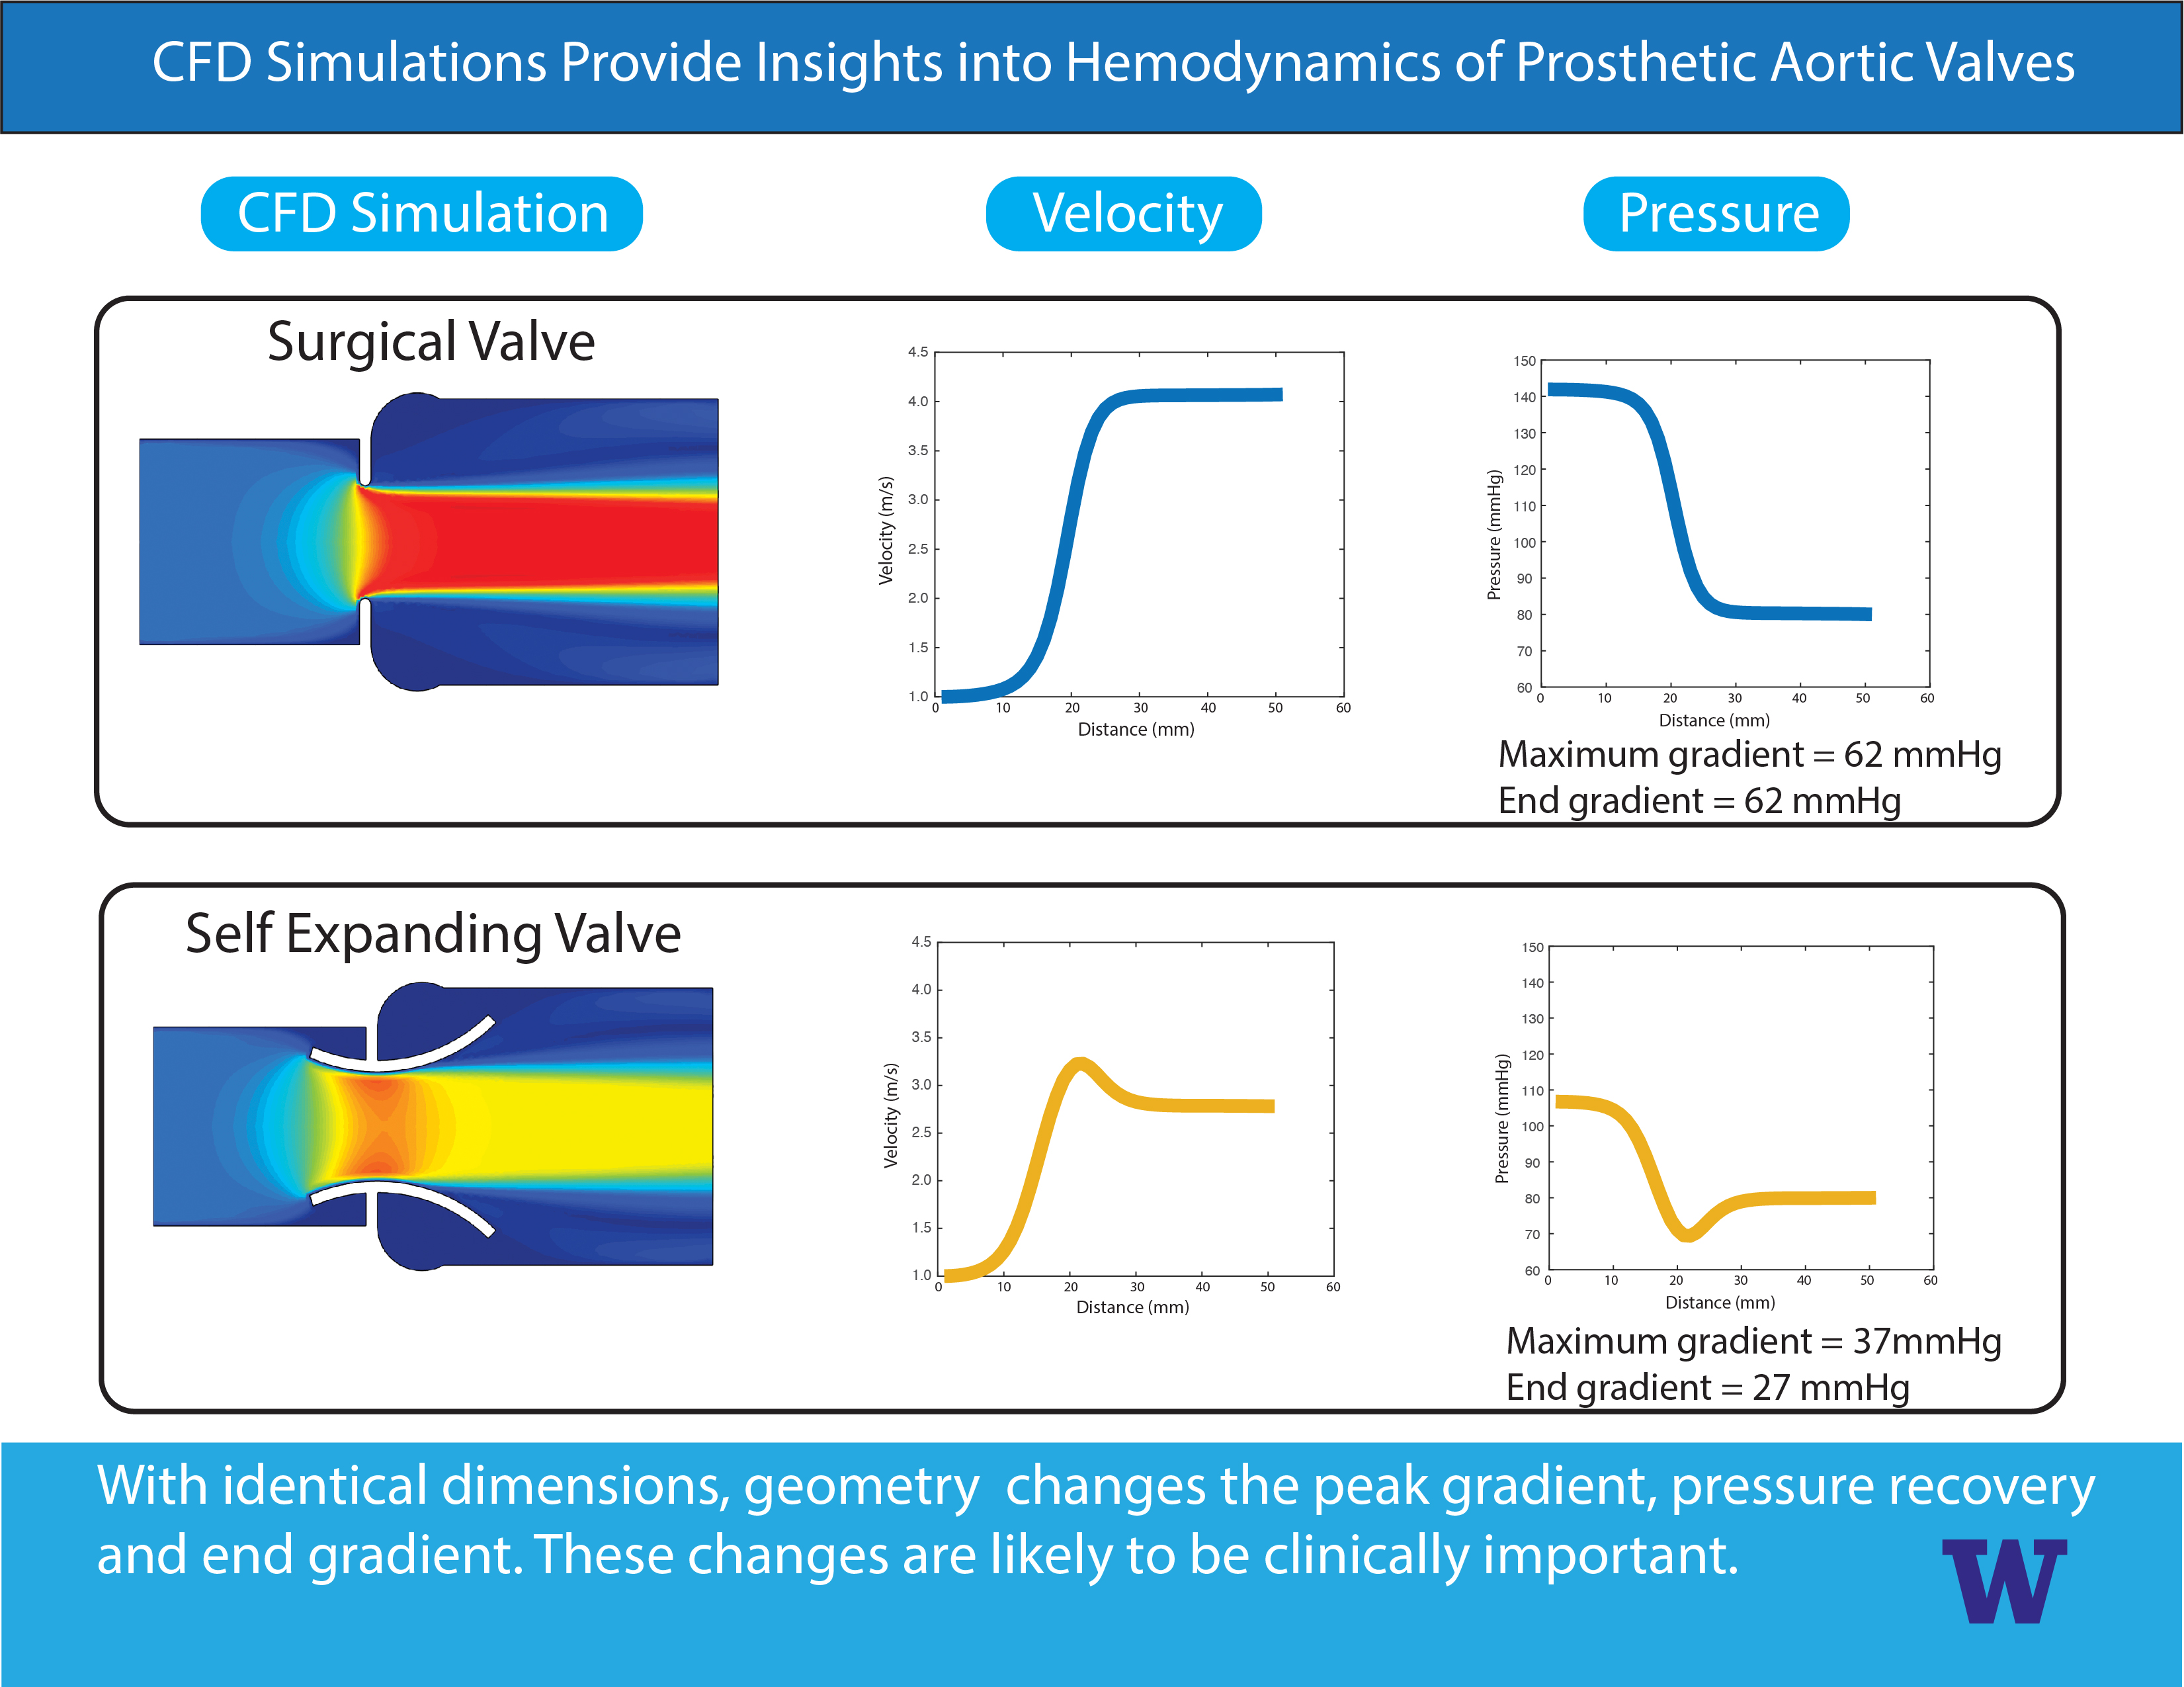 CFD Simulations Provide Insights into Hemodynamics of Prosthetic Aortic Valves
CFD Simulation
Velocity
Pressure
Surgical Valve
4.5
4.0
3.5
3.0
2.5
2.0
1.5
1.0
Velocity (m/s)
0 10 20 30 40 50 60
Distance (mm)
150
140
130
120
110
100
90
80
70
60
Pressure (mmHg)
0 10 20 30 40 50 60
Distance (mm)
Maximum gradient = 62 mmHg
End gradient = 62 mmHg
Self Expanding Valve
4.5
4.0
3.5
3.0
2.5
2.0
1.5
1.0
Velocity (m/s)
0 10 20 30 40 50 60
Distance (mm)
150
140
130
120
110
100
90
80
70
60
Pressure (mmHg)
0 10 20 30 40 50 60
Distance (mm)
Maximum gradient = 37mmHg
End gradient = 27 mmHg
With identical dimensions, geometry  changes the peak gradient, pressure recovery
and end gradient. These changes are likely to be clinically important.
W